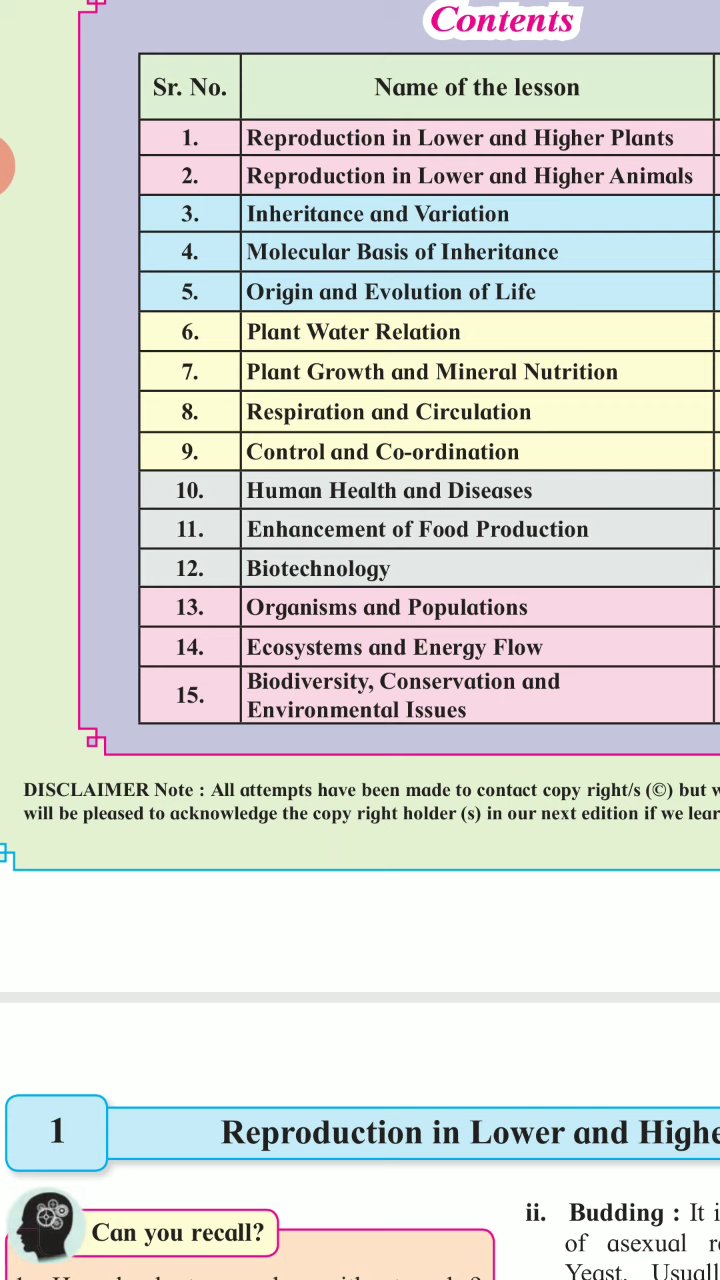 Contents
Sr. No. Name of the lesson
1. Reproduction in Lower and Higher Plants
2. Reproduction in Lower and Higher Animals
3. Inheritance and Variation
4. Molecular Basis of Inheritance
5. Origin and Evolution of Life
6. Plant Water Relation
7. Plant Growth and Mineral Nutrition
8. Respiration and Circulation
9. Control and Co-ordination
10. Human Health and Diseases
11. Enhancement of Food Production
12. Biotechnology
13. Organisms and Populations
14. Ecosystems and Energy Flow
15. Biodiversity, Conservation and
Environmental Issues
DISCLAIMER Note : All attempts have been made to contact copy right/s (©) but
will be pleased to acknowledge the copy right holder (s) in our next edition if we
1 Reproduction in Lower and
Can you recall?
ii. Budding : It
of asexual
Yeast. Usually